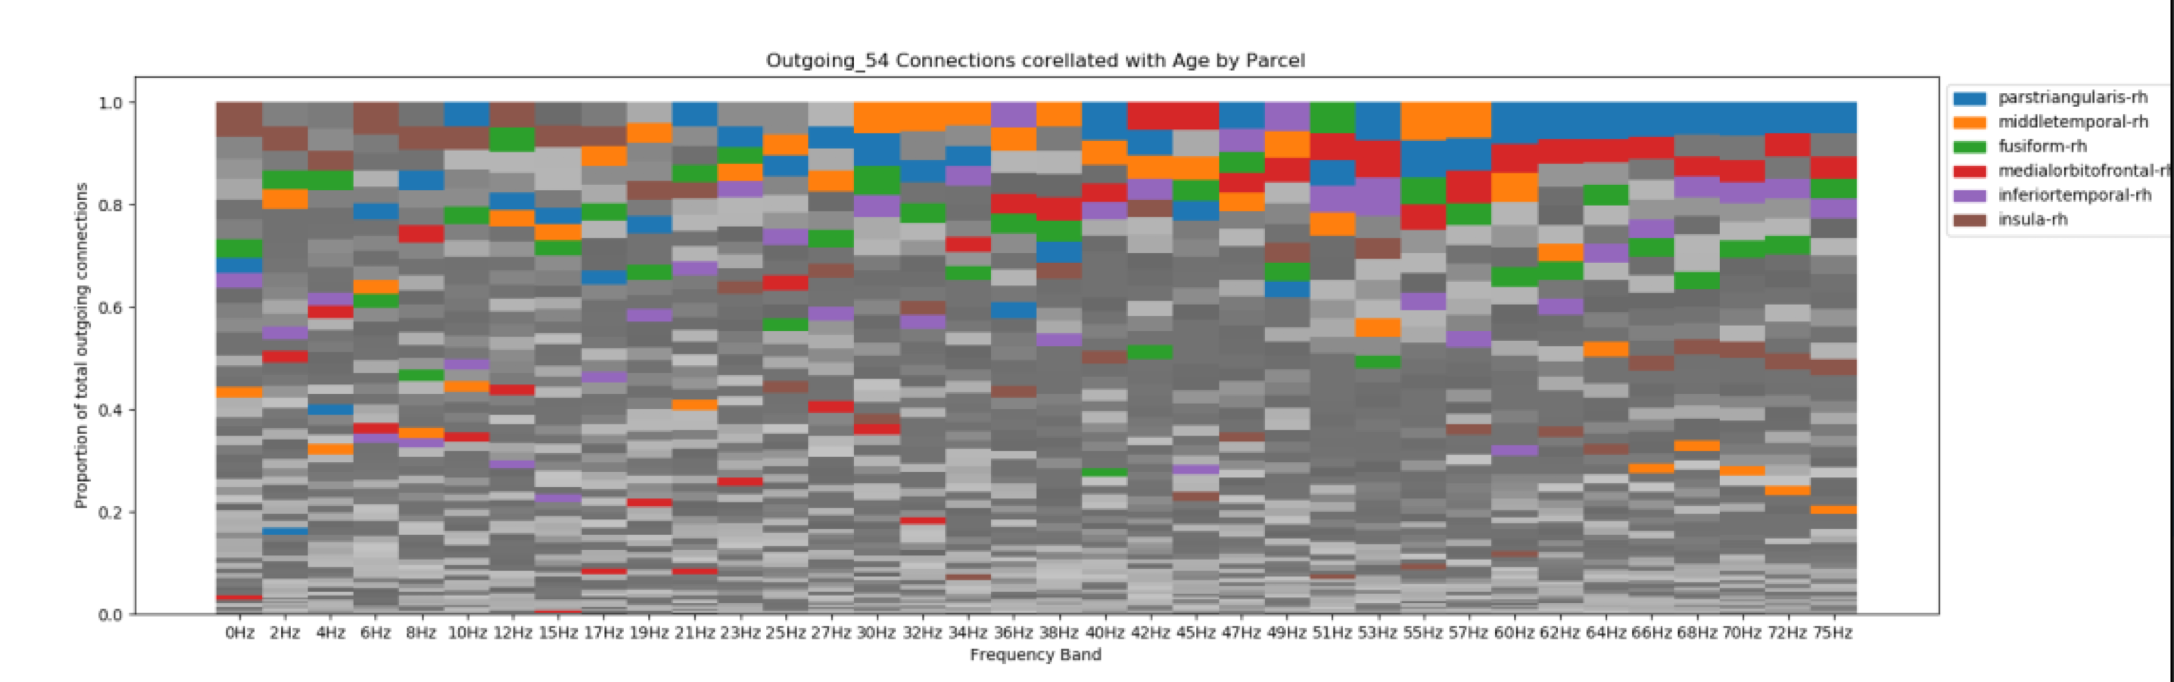 Outgoing_54 Connections corellated with Age by Parcel
1.0
0.8
0.6
0.4
0.2
0.0
Proportion of total outgoing connections
0Hz 2Hz 4Hz 6Hz 8Hz 10Hz 12Hz 15Hz 17Hz 19Hz 21Hz 23Hz 25Hz 27Hz 30Hz 32Hz 34Hz 36Hz 38Hz 40Hz 42Hz 45Hz 47Hz 49Hz 51Hz 53Hz 55Hz 57Hz 60Hz 62Hz 64Hz 66Hz 68Hz 70Hz 72Hz 75Hz
Frequency Band
parstriangularis-rh
middletemporal-rh
fusiform-rh
medialorbitofrontal-rh
inferiortemporal-rh
insula-rh